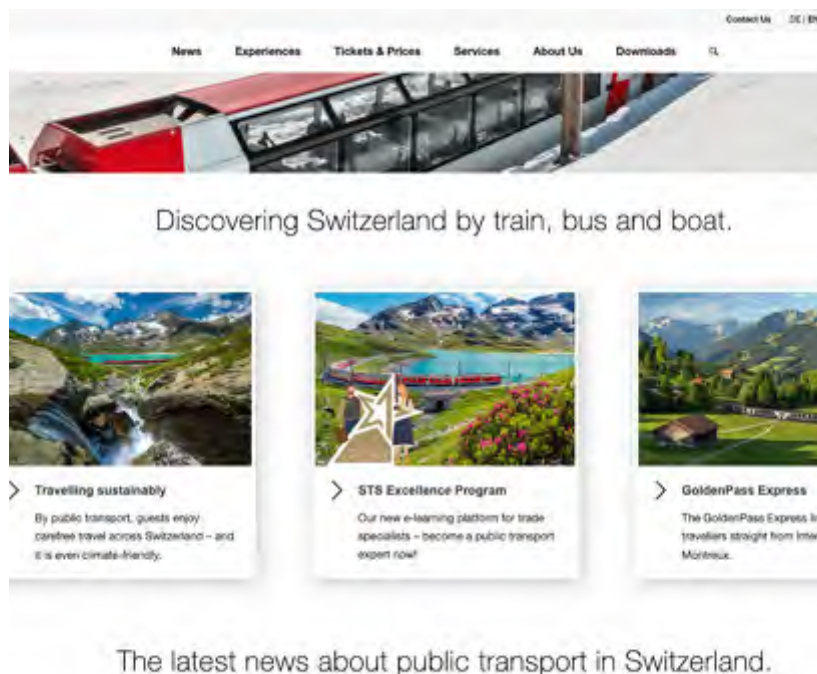 Contact Us DE | EN
News Experiences Tickets & Prices Services About Us Downloads
Discovering Switzerland by train, bus and boat.
Travelling sustainably
By public transport, guests enjoy
carefree travel across Switzerland – and
it is even climate-friendly.
STS Excellence Program
Our new e-learning platform for trade
specialists – become a public transport
expert now!
GoldenPass Express
The GoldenPass Express
travellers straight from
Montreux.
The latest news about public transport in Switzerland.